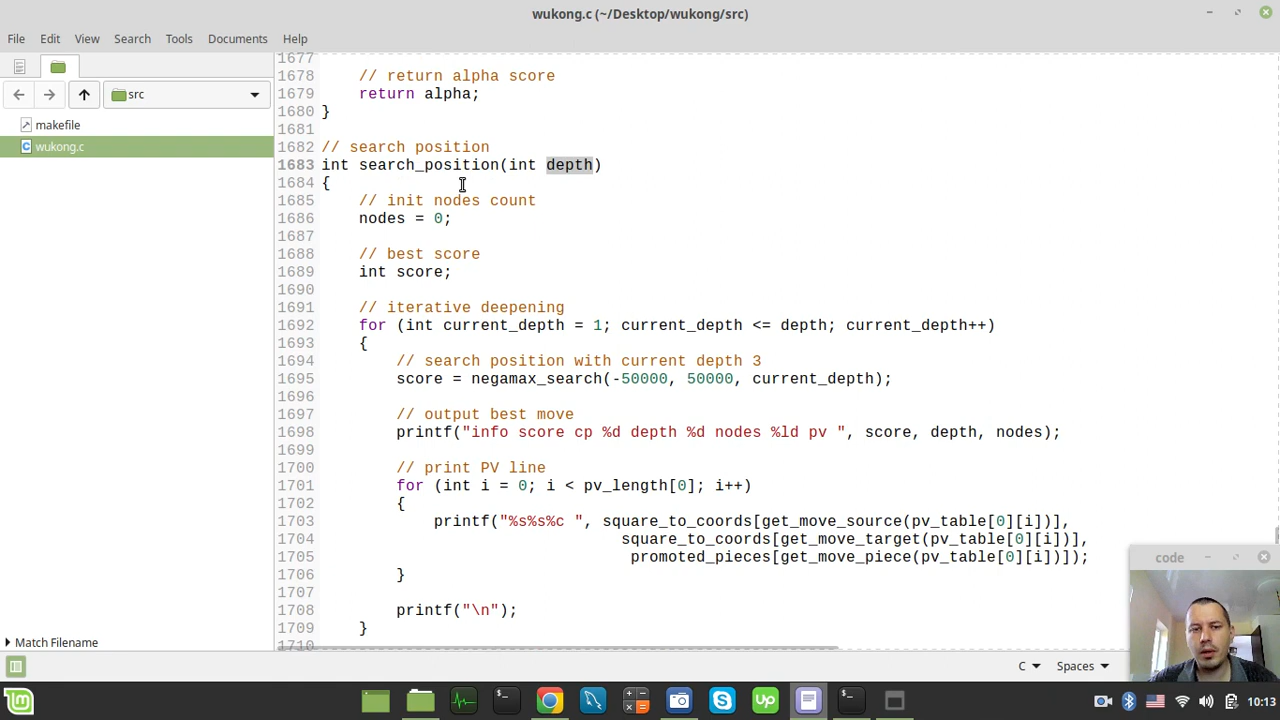 wukong.c (~/Desktop/wukong/src)
File Edit View Search Tools Documents Help
src
makefile
wukong.c
Match Filename
1677
1678 // return alpha score
1679 return alpha;
1680 }
1681
1682 // search position
1683 int search_position(int depth)
1684 {
1685 // init nodes count
1686 nodes = 0;
1687
1688 // best score
1689 int score;
1690
1691 // iterative deepening
1692 for (int current_depth = 1; current_depth <= depth; current_depth++)
1693 {
1694 // search position with current depth 3
1695 score = negamax_search(-50000, 50000, current_depth);
1696
1697 // output best move
1698 printf("info score cp %d depth %d nodes %ld pv ", score, depth, nodes);
1699
1700 // print PV line
1701 for (int i = 0; i < pv_length[0]; i++)
1702 {
1703 printf("%s%s%c ", square_to_coords[get_move_source(pv_table[0][i])],
1704 square_to_coords[get_move_target(pv_table[0][i])],
1705 promoted_pieces[get_move_piece(pv_table[0][i])]);
1706 }
1707
1708 printf("\n");
1709 }
1710
code
C Spaces
10:13